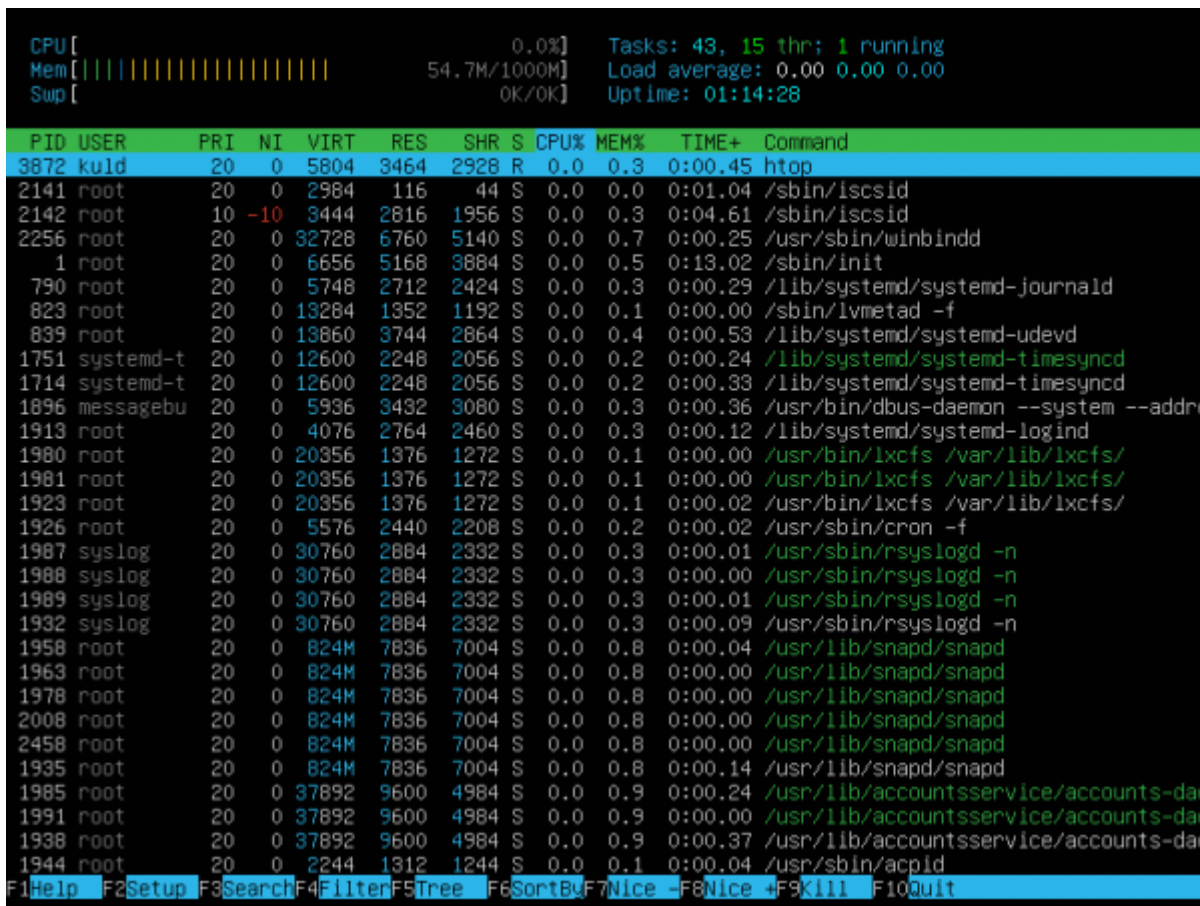 CPU[ 0.0%] Tasks: 43, 15 thr; 1 running
Mem[||||||||||||||||||||| 54.7M/1000M] Load average: 0.00 0.00 0.00
Swp[ 0K/0K] Uptime: 01:14:28
PID USER PRI NI VIRT RES SHR S CPU% MEM% TIME+ Command
3872 kuld 20 0 5804 3464 2928 R 0.0 0.3 0:00.45 htop
2141 root 20 0 2984 116 44 S 0.0 0.0 0:01.04 /sbin/iscsid
2142 root 10 -10 3444 2816 1956 S 0.0 0.3 0:04.61 /sbin/iscsid
2256 root 20 0 32728 6760 5140 S 0.0 0.7 0:00.25 /usr/sbin/winbindd
1 root 20 0 6656 5168 3884 S 0.0 0.5 0:13.02 /sbin/init
790 root 20 0 5748 2712 2424 S 0.0 0.3 0:00.29 /lib/systemd/systemd-journald
823 root 20 0 13284 1352 1192 S 0.0 0.1 0:00.00 /sbin/lvmetad -f
839 root 20 0 13860 3744 2864 S 0.0 0.4 0:00.53 /lib/systemd/systemd-udevd
1751 systemd-t 20 0 12600 2248 2056 S 0.0 0.2 0:00.24 /lib/systemd/systemd-timesyncd
1714 systemd-t 20 0 12600 2248 2056 S 0.0 0.2 0:00.33 /lib/systemd/systemd-timesyncd
1896 messagebu 20 0 5936 3432 3080 S 0.0 0.3 0:00.36 /usr/bin/dbus-daemon --system --addre
1913 root 20 0 4076 2764 2460 S 0.0 0.3 0:00.12 /lib/systemd/systemd-logind
1980 root 20 0 20356 1376 1272 S 0.0 0.1 0:00.00 /usr/bin/lxcfs /var/lib/lxcfs/
1981 root 20 0 20356 1376 1272 S 0.0 0.1 0:00.00 /usr/bin/lxcfs /var/lib/lxcfs/
1923 root 20 0 20356 1376 1272 S 0.0 0.1 0:00.02 /usr/bin/lxcfs /var/lib/lxcfs/
1926 root 20 0 5576 2440 2208 S 0.0 0.2 0:00.02 /usr/sbin/cron -f
1987 syslog 20 0 30760 2884 2332 S 0.0 0.3 0:00.01 /usr/sbin/rsyslogd -n
1988 syslog 20 0 30760 2884 2332 S 0.0 0.3 0:00.00 /usr/sbin/rsyslogd -n
1989 syslog 20 0 30760 2884 2332 S 0.0 0.3 0:00.01 /usr/sbin/rsyslogd -n
1932 syslog 20 0 30760 2884 2332 S 0.0 0.3 0:00.09 /usr/sbin/rsyslogd -n
1958 root 20 0 824M 7836 7004 S 0.0 0.8 0:00.04 /usr/lib/snapd/snapd
1963 root 20 0 824M 7836 7004 S 0.0 0.8 0:00.00 /usr/lib/snapd/snapd
1978 root 20 0 824M 7836 7004 S 0.0 0.8 0:00.00 /usr/lib/snapd/snapd
2008 root 20 0 824M 7836 7004 S 0.0 0.8 0:00.00 /usr/lib/snapd/snapd
2458 root 20 0 824M 7836 7004 S 0.0 0.8 0:00.00 /usr/lib/snapd/snapd
1935 root 20 0 824M 7836 7004 S 0.0 0.8 0:00.14 /usr/lib/snapd/snapd
1985 root 20 0 37892 9600 4984 S 0.0 0.9 0:00.24 /usr/lib/accountsservice/accounts-dae
1991 root 20 0 37892 9600 4984 S 0.0 0.9 0:00.00 /usr/lib/accountsservice/accounts-dae
1938 root 20 0 37892 9600 4984 S 0.0 0.9 0:00.37 /usr/lib/accountsservice/accounts-dae
1944 root 20 0 2244 1312 1244 S 0.0 0.1 0:00.04 /usr/sbin/acpid
F1Help F2Setup F3SearchF4FilterF5Tree F6SortByF7Nice -F8Nice +F9Kill F10Quit